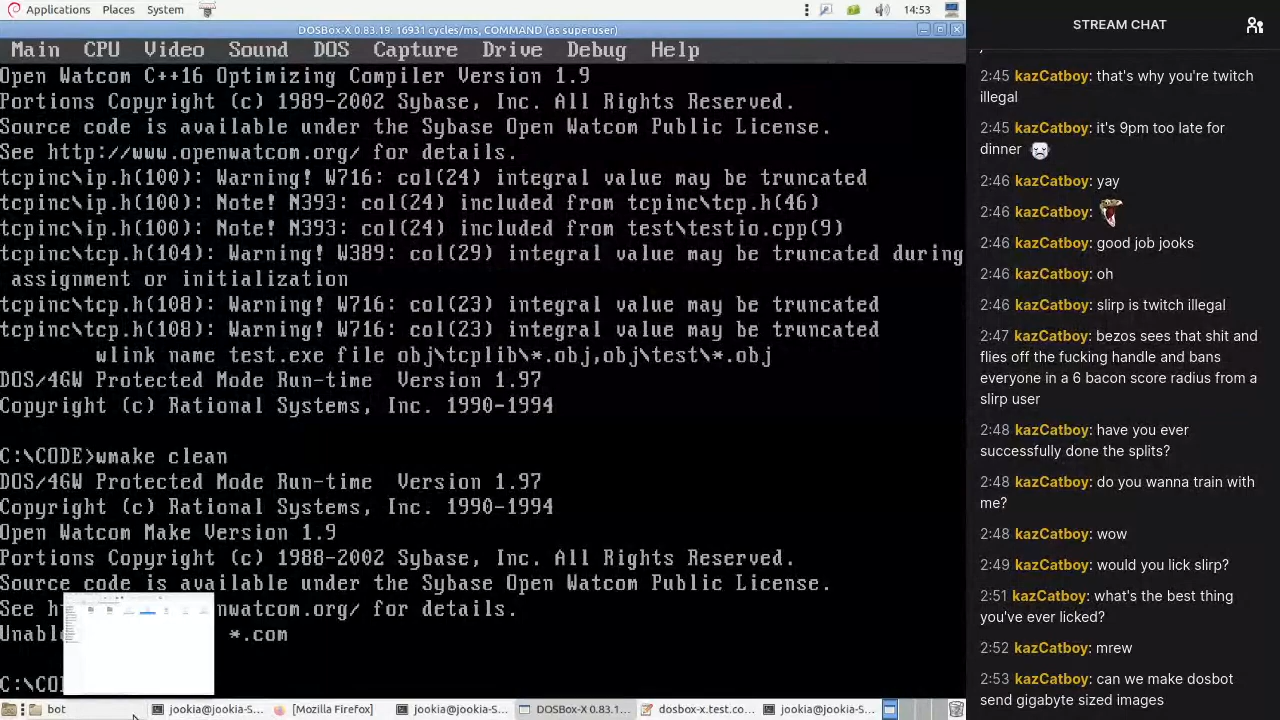 Applications Places System 14:53
DOSBox-X 0.83.19: 16931 cycles/ms, COMMAND (as superuser)
Main CPU Video Sound DOS Capture Drive Debug Help
Open Watcom C++16 Optimizing Compiler Version 1.9
Portions Copyright (c) 1989-2002 Sybase, Inc. All Rights Reserved.
Source code is available under the Sybase Open Watcom Public License.
See http://www.openwatcom.org/ for details.
tcpinc\ip.h(100): Warning! W716: col(24) integral value may be truncated
tcpinc\ip.h(100): Note! N393: col(24) included from tcpinc\tcp.h(46)
tcpinc\ip.h(100): Note! N393: col(24) included from test\testio.cpp(9)
tcpinc\tcp.h(104): Warning! W389: col(29) integral value may be truncated during
assignment or initialization
tcpinc\tcp.h(108): Warning! W716: col(23) integral value may be truncated
tcpinc\tcp.h(108): Warning! W716: col(23) integral value may be truncated
wlink name test.exe file obj\tcplib\*.obj,obj\test\*.obj
DOS/4GW Protected Mode Run-time Version 1.97
Copyright (c) Rational Systems, Inc. 1990-1994
C:\CODE>wmake clean
DOS/4GW Protected Mode Run-time Version 1.97
Copyright (c) Rational Systems, Inc. 1990-1994
Open Watcom Make Version 1.9
Portions Copyright (c) 1988-2002 Sybase, Inc. All Rights Reserved.
Source code is available under the Sybase Open Watcom Public License.
See h nwatcom.org/ for details.
Unabl *.com
C:\CO
bot jookia@jookia-S... [Mozilla Firefox] jookia@jookia-S... DOSBox-X 0.83.1... dosbox-x.test.co... jookia@jookia-S...
STREAM CHAT
2:45 kazCatboy: that's why you're twitch
illegal
2:45 kazCatboy: it's 9pm too late for
dinner
2:46 kazCatboy: yay
2:46 kazCatboy:
2:46 kazCatboy: good job jooks
2:46 kazCatboy: oh
2:46 kazCatboy: slirp is twitch illegal
2:47 kazCatboy: bezos sees that shit and
flies off the fucking handle and bans
everyone in a 6 bacon score radius from a
slirp user
2:48 kazCatboy: have you ever
successfully done the splits?
2:48 kazCatboy: do you wanna train with
me?
2:48 kazCatboy: wow
2:49 kazCatboy: would you lick slirp?
2:51 kazCatboy: what's the best thing
you've ever licked?
2:52 kazCatboy: mrew
2:53 kazCatboy: can we make dosbot
send gigabyte sized images